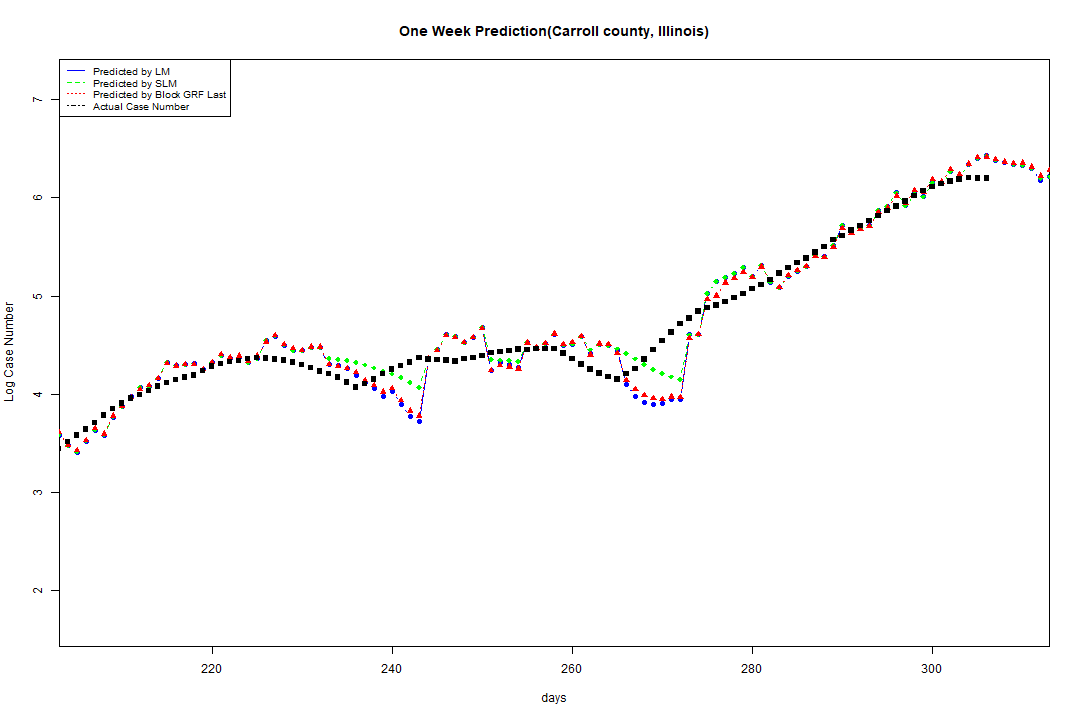 One Week Prediction(Carroll county, Illinois)
Predicted by LM
Predicted by SLM
Predicted by Block GRF Last
Actual Case Number
7
6
5
4
3
2
Log Case Number
220 240 260 280 300
days